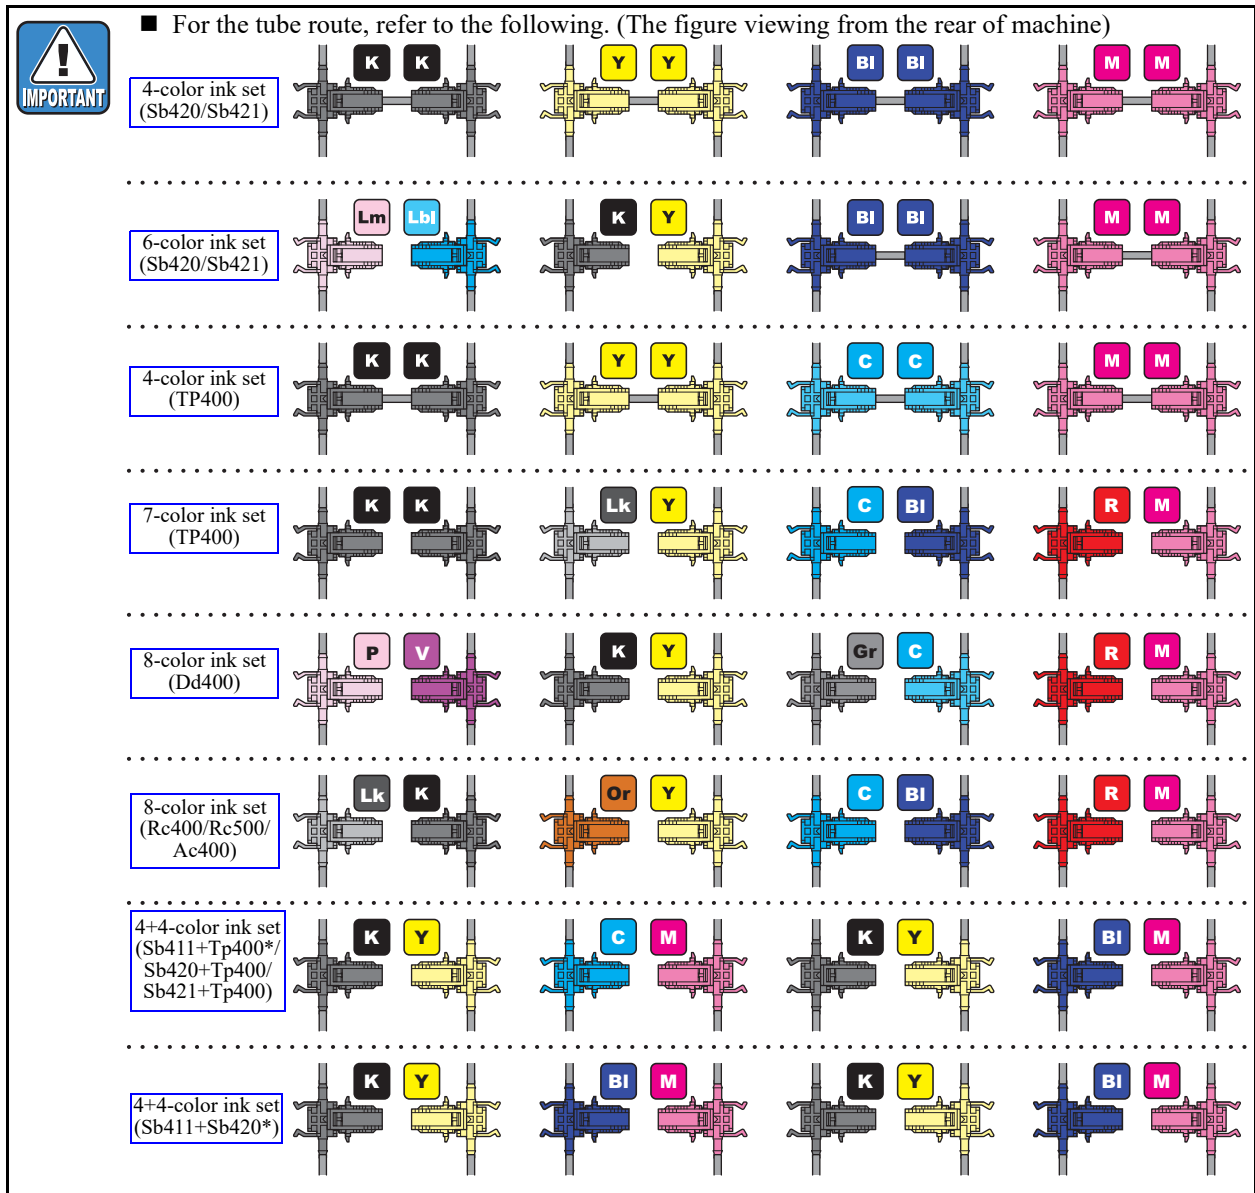 ■ For the tube route, refer to the following. (The figure viewing from the rear of machine)
IMPORTANT
4-color ink set
(Sb420/Sb421)
K K Y Y Bl Bl M M
6-color ink set
(Sb420/Sb421)
Lm Lbl K Y Bl Bl M M
4-color ink set
(TP400)
K K Y Y C C M M
7-color ink set
(TP400)
K K Lk Y C Bl R M
8-color ink set
(Dd400)
P V K Y Gr C R M
8-color ink set
(Rc400/Rc500/
Ac400)
Lk K Or Y C Bl R M
4+4-color ink set
(Sb411+Tp400*/
Sb420+Tp400/
Sb421+Tp400)
K Y C M K Y Bl M
4+4-color ink set
(Sb411+Sb420*)
K Y Bl M K Y Bl M